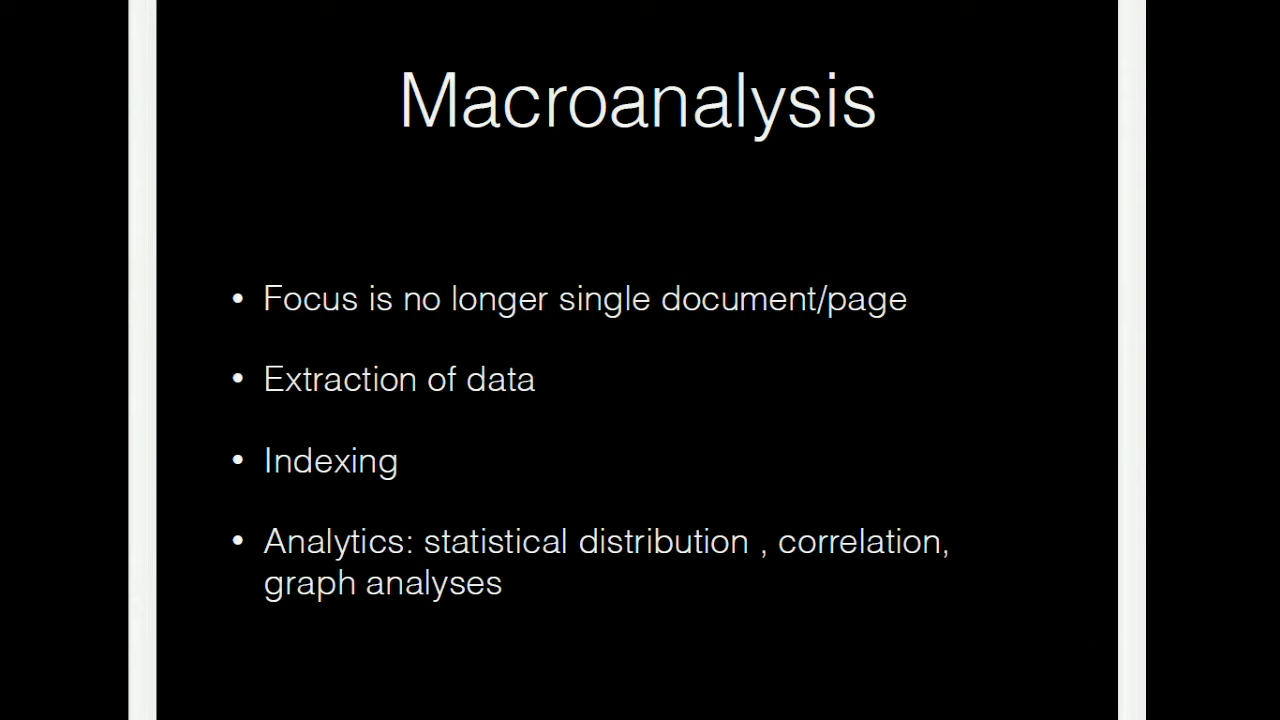 Macroanalysis
• Focus is no longer single document/page
• Extraction of data
• Indexing
• Analytics: statistical distribution , correlation,
graph analyses